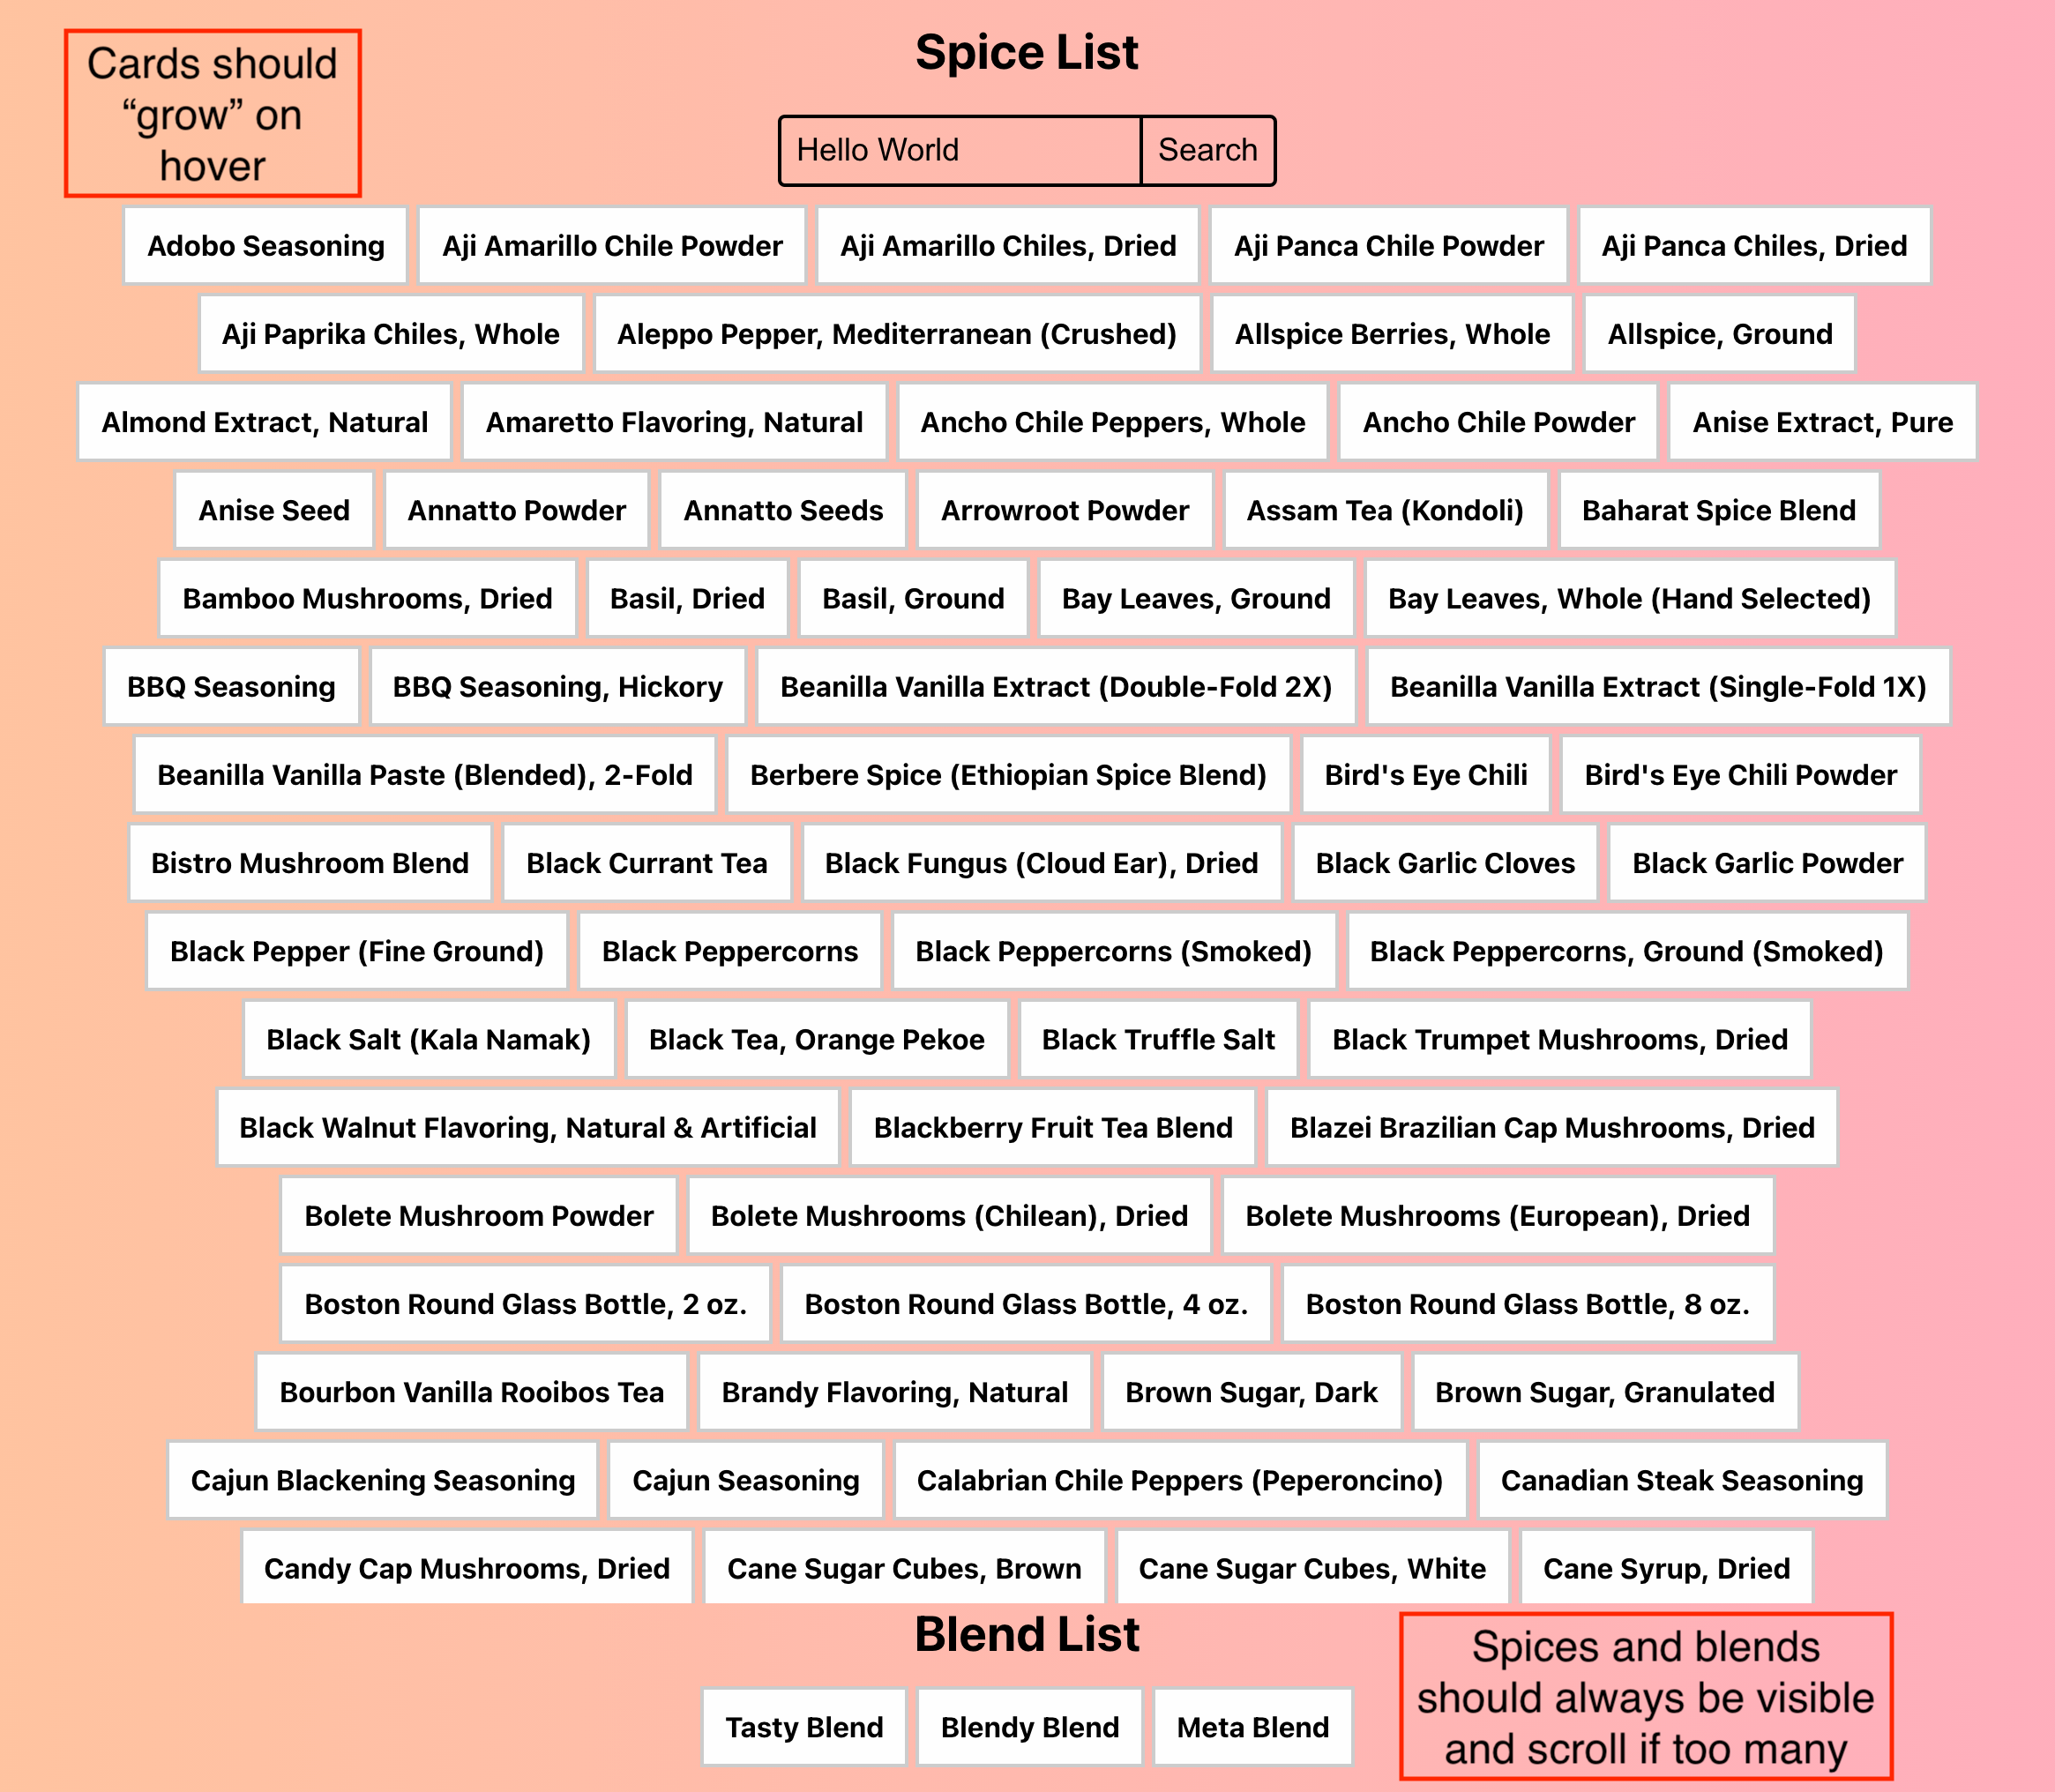 Cards should
“grow” on
hover
Spice List
Hello World
Search
Adobo Seasoning
Aji Amarillo Chile Powder
Aji Amarillo Chiles, Dried
Aji Panca Chile Powder
Aji Panca Chiles, Dried
Aji Paprika Chiles, Whole
Aleppo Pepper, Mediterranean (Crushed)
Allspice Berries, Whole
Allspice, Ground
Almond Extract, Natural
Amaretto Flavoring, Natural
Ancho Chile Peppers, Whole
Ancho Chile Powder
Anise Extract, Pure
Anise Seed
Annatto Powder
Annatto Seeds
Arrowroot Powder
Assam Tea (Kondoli)
Baharat Spice Blend
Bamboo Mushrooms, Dried
Basil, Dried
Basil, Ground
Bay Leaves, Ground
Bay Leaves, Whole (Hand Selected)
BBQ Seasoning
BBQ Seasoning, Hickory
Beanilla Vanilla Extract (Double-Fold 2X)
Beanilla Vanilla Extract (Single-Fold 1X)
Beanilla Vanilla Paste (Blended), 2-Fold
Berbere Spice (Ethiopian Spice Blend)
Bird's Eye Chili
Bird's Eye Chili Powder
Bistro Mushroom Blend
Black Currant Tea
Black Fungus (Cloud Ear), Dried
Black Garlic Cloves
Black Garlic Powder
Black Pepper (Fine Ground)
Black Peppercorns
Black Peppercorns (Smoked)
Black Peppercorns, Ground (Smoked)
Black Salt (Kala Namak)
Black Tea, Orange Pekoe
Black Truffle Salt
Black Trumpet Mushrooms, Dried
Black Walnut Flavoring, Natural & Artificial
Blackberry Fruit Tea Blend
Blazei Brazilian Cap Mushrooms, Dried
Bolete Mushroom Powder
Bolete Mushrooms (Chilean), Dried
Bolete Mushrooms (European), Dried
Boston Round Glass Bottle, 2 oz.
Boston Round Glass Bottle, 4 oz.
Boston Round Glass Bottle, 8 oz.
Bourbon Vanilla Rooibos Tea
Brandy Flavoring, Natural
Brown Sugar, Dark
Brown Sugar, Granulated
Cajun Blackening Seasoning
Cajun Seasoning
Calabrian Chile Peppers (Peperoncino)
Canadian Steak Seasoning
Candy Cap Mushrooms, Dried
Cane Sugar Cubes, Brown
Cane Sugar Cubes, White
Cane Syrup, Dried
Blend List
Tasty Blend
Blendy Blend
Meta Blend
Spices and blends
should always be visible
and scroll if too many